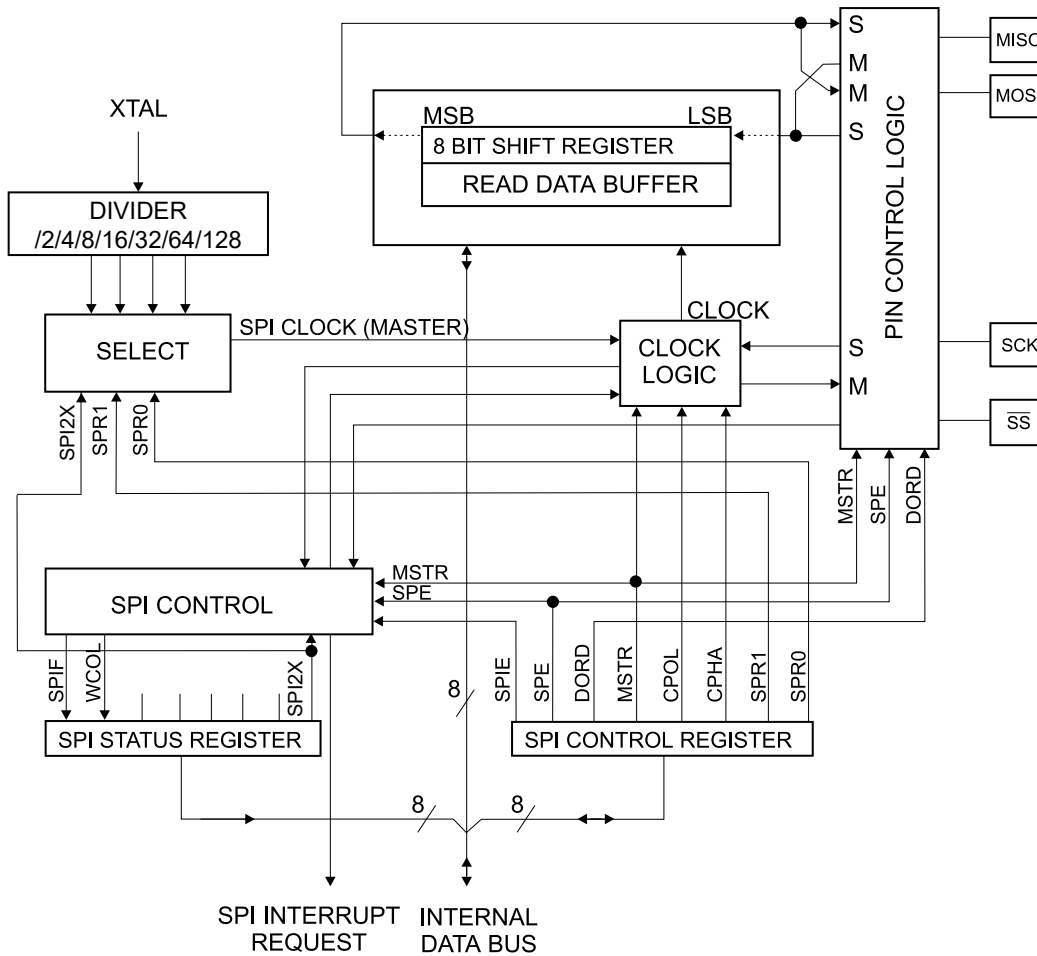 S
MISO
M
M
MOSI
S
PIN CONTROL LOGIC
XTAL
MSB
LSB
8 BIT SHIFT REGISTER
READ DATA BUFFER
DIVIDER
/2/4/8/16/32/64/128
SPI CLOCK (MASTER)
SELECT
CLOCK
CLOCK
LOGIC
S
M
SCK
SS
SPI2X
SPR1
SPR0
MSTR
SPE
DORD
MSTR
SPE
SPI CONTROL
SPIF
WCOL
SPI2X
8
SPIE
SPE
DORD
MSTR
CPOL
CPHA
SPR1
SPR0
SPI STATUS REGISTER
SPI CONTROL REGISTER
8
8
SPI INTERRUPT
REQUEST
INTERNAL
DATA BUS